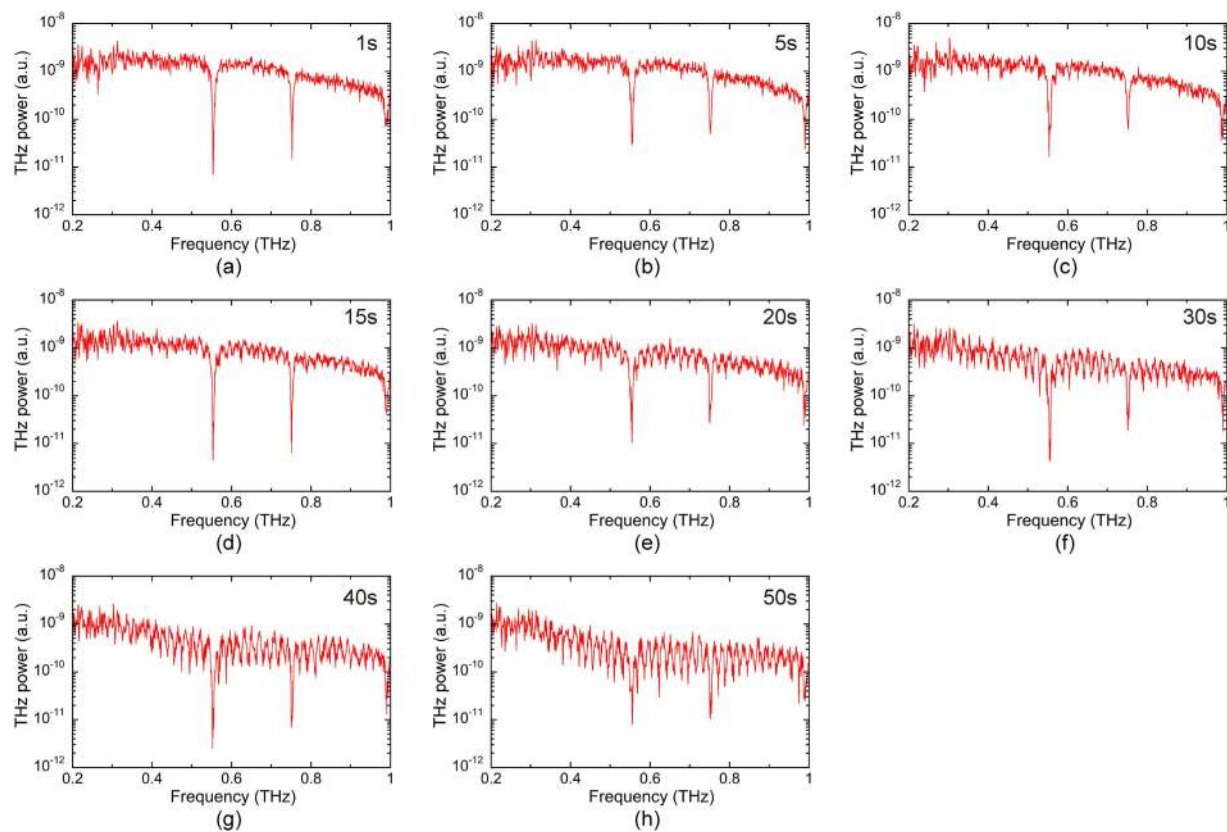 10⁻⁸
10⁻⁹
10⁻¹⁰
10⁻¹¹
10⁻¹²
THz power (a.u.)
1s
0.2 0.4 0.6 0.8 1
Frequency (THz)
(a)
10⁻⁸
10⁻⁹
10⁻¹⁰
10⁻¹¹
10⁻¹²
THz power (a.u.)
5s
0.2 0.4 0.6 0.8 1
Frequency (THz)
(b)
10⁻⁸
10⁻⁹
10⁻¹⁰
10⁻¹¹
10⁻¹²
THz power (a.u.)
10s
0.2 0.4 0.6 0.8 1
Frequency (THz)
(c)
10⁻⁸
10⁻⁹
10⁻¹⁰
10⁻¹¹
10⁻¹²
THz power (a.u.)
15s
0.2 0.4 0.6 0.8 1
Frequency (THz)
(d)
10⁻⁸
10⁻⁹
10⁻¹⁰
10⁻¹¹
10⁻¹²
THz power (a.u.)
20s
0.2 0.4 0.6 0.8 1
Frequency (THz)
(e)
10⁻⁸
10⁻⁹
10⁻¹⁰
10⁻¹¹
10⁻¹²
THz power (a.u.)
30s
0.2 0.4 0.6 0.8 1
Frequency (THz)
(f)
10⁻⁸
10⁻⁹
10⁻¹⁰
10⁻¹¹
10⁻¹²
THz power (a.u.)
40s
0.2 0.4 0.6 0.8 1
Frequency (THz)
(g)
10⁻⁸
10⁻⁹
10⁻¹⁰
10⁻¹¹
10⁻¹²
THz power (a.u.)
50s
0.2 0.4 0.6 0.8 1
Frequency (THz)
(h)